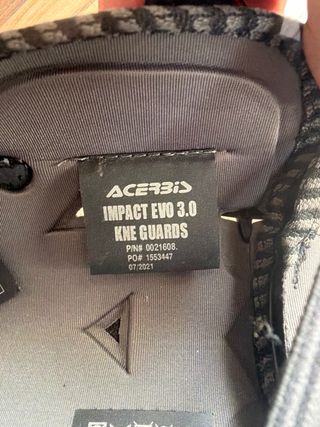 ACERBIS
IMPACT EVO 3.0
KNE GUARDS
P/N# 0021608.
PO# 1553447
07/2021